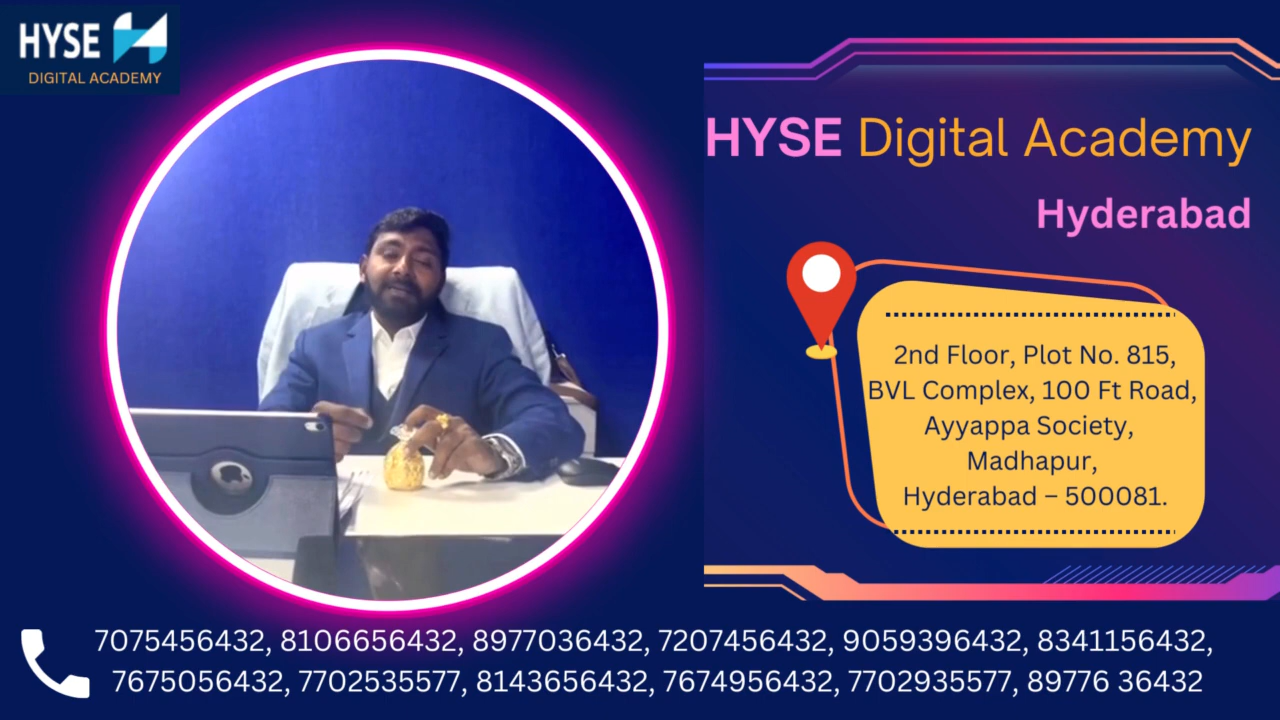 HYSE
DIGITAL ACADEMY
HYSE Digital Academy
Hyderabad
2nd Floor, Plot No. 815,
BVL Complex, 100 Ft Road,
Ayyappa Society,
Madhapur,
Hyderabad – 500081.
7075456432, 8106656432, 8977036432, 7207456432, 9059396432, 8341156432,
7675056432, 7702535577, 8143656432, 7674956432, 7702935577, 89776 36432